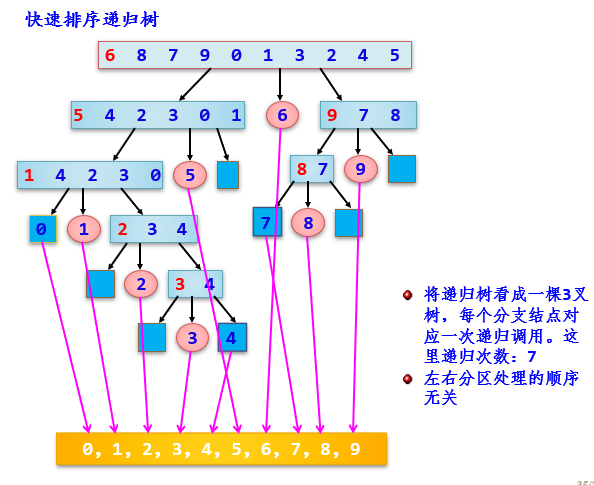 快速排序递归树
6 8 7 9 0 1 3 2 4 5
5 4 2 3 0 1
6
9 7 8
1 4 2 3 0
5
8 7
9
0
1
2 3 4
7
8
2
3 4
3
4
将递归树看成一棵3叉
树，每个分支结点对
应一次递归调用。这
里递归次数：7
左右分区处理的顺序
无关
0，1，2，3，4，5，6，7，8，9